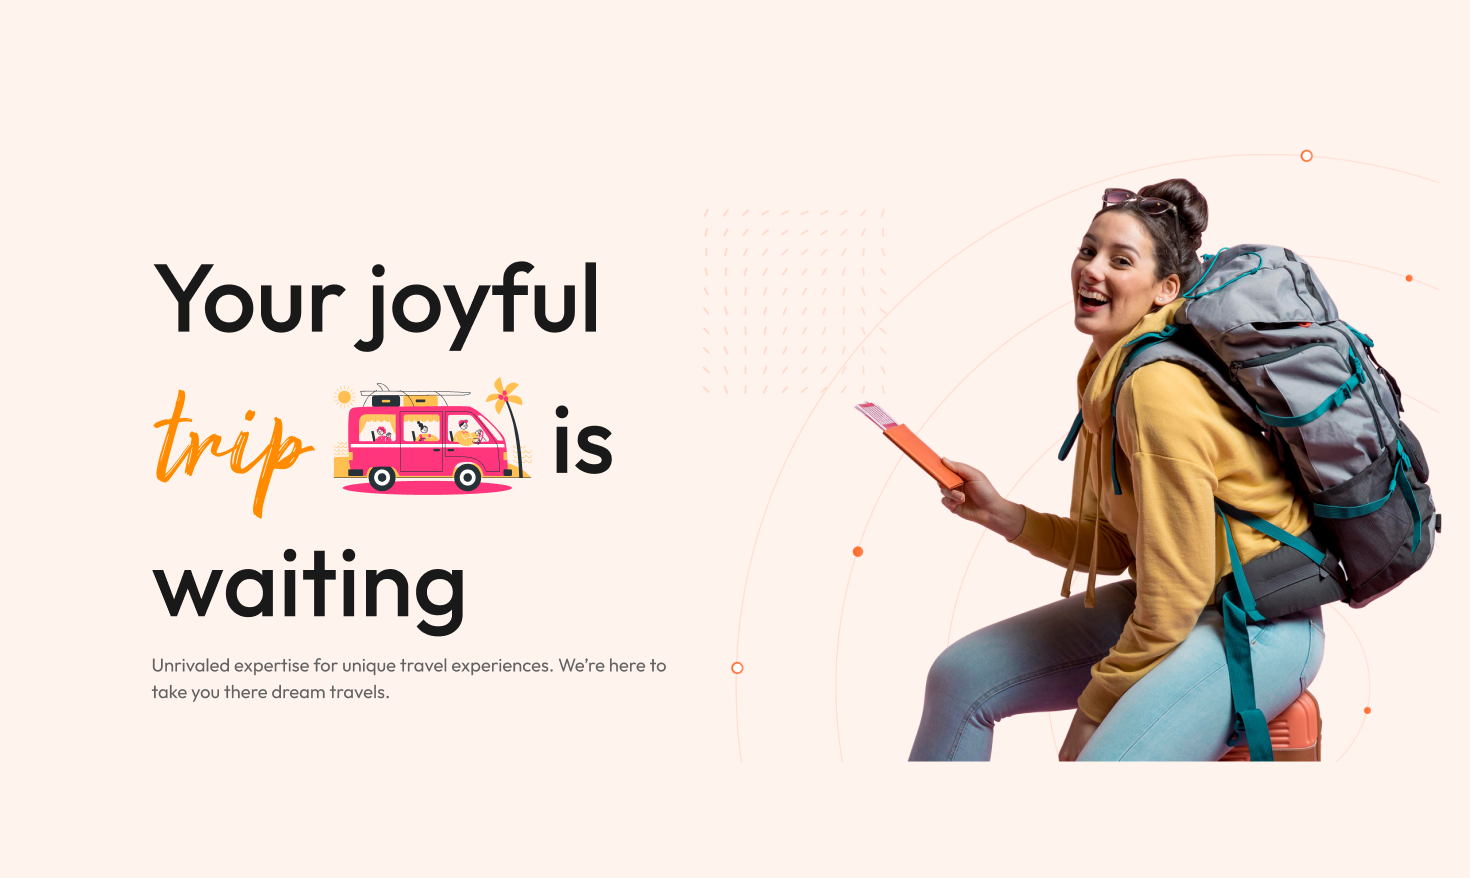 Your joyful
trip is
waiting
Unrivaled expertise for unique travel experiences. We're here to
take you there dream travels.